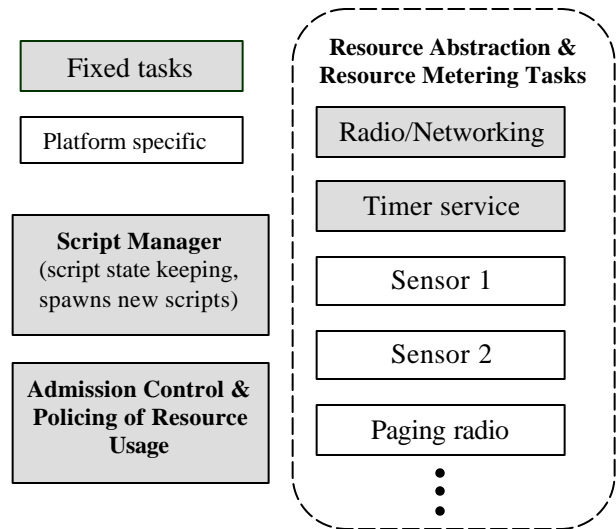 Fixed tasks
Platform specific
Script Manager
(script state keeping,
spawns new scripts)
Admission Control &
Policing of Resource
Usage
Resource Abstraction &
Resource Metering Tasks
Radio/Networking
Timer service
Sensor 1
Sensor 2
Paging radio